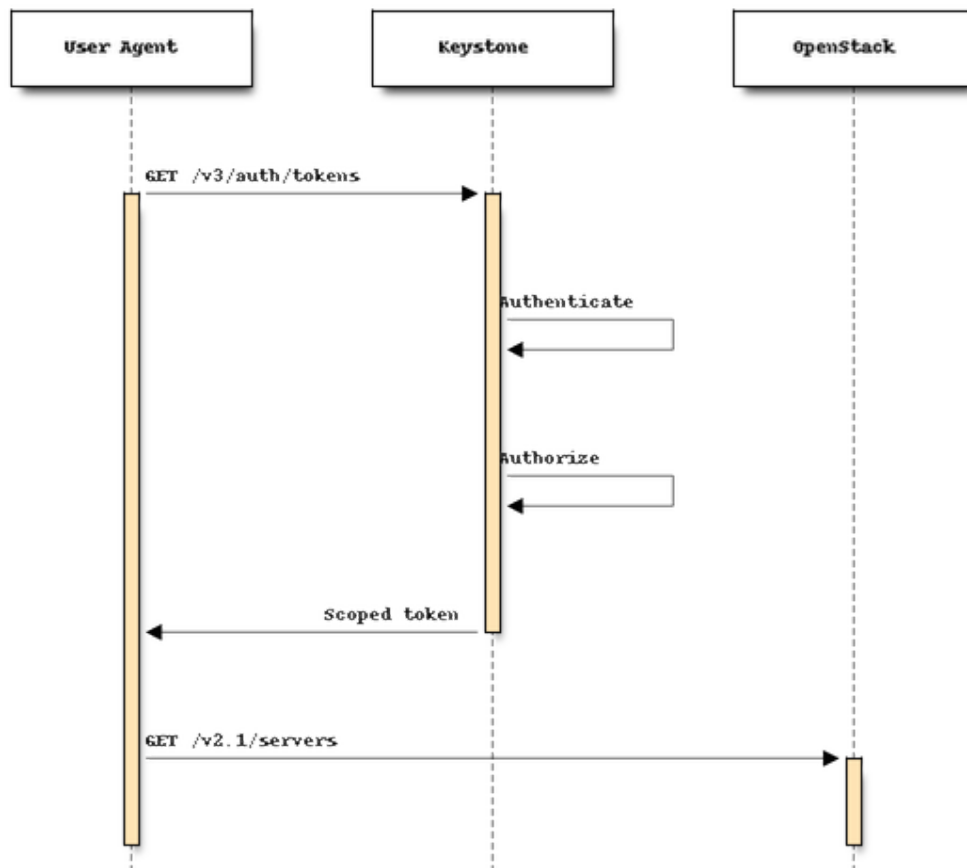 User Agent
Keystone
OpenStack
GET /v3/auth/tokens
Authenticate
Authorize
Scoped token
GET /v2.1/servers